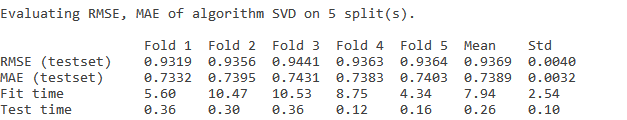 Evaluating RMSE, MAE of algorithm SVD on 5 split(s).
Fold 1 Fold 2 Fold 3 Fold 4 Fold 5 Mean Std
RMSE (testset) 0.9319 0.9356 0.9441 0.9363 0.9364 0.9369 0.0040
MAE (testset) 0.7332 0.7395 0.7431 0.7383 0.7403 0.7389 0.0032
Fit time 5.60 10.47 10.53 8.75 4.34 7.94 2.54
Test time 0.36 0.30 0.36 0.12 0.16 0.26 0.10